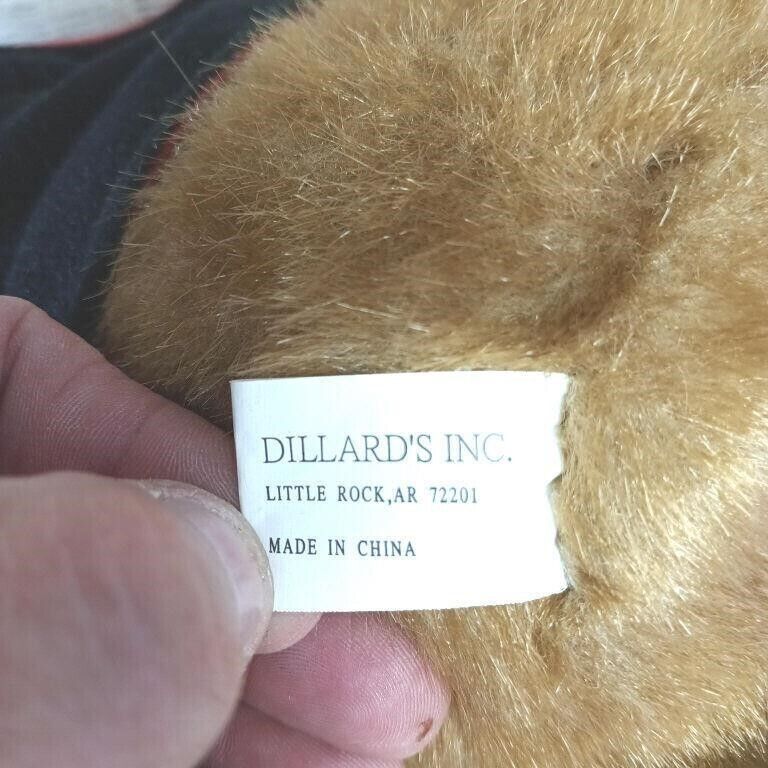 DILLARD'S INC.
LITTLE ROCK,AR 72201
MADE IN CHINA